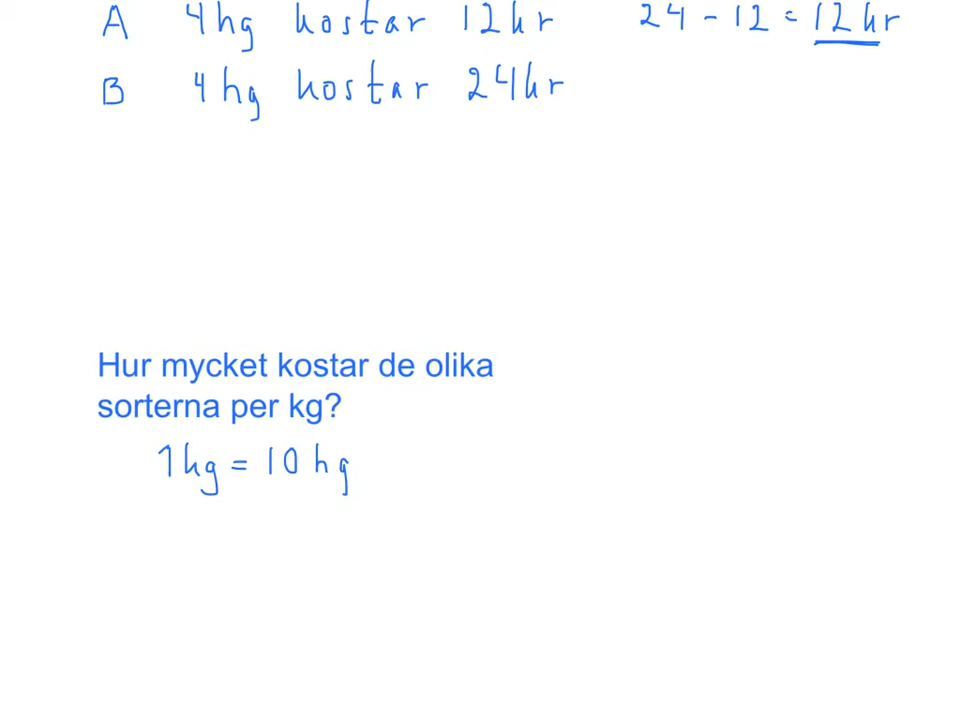 A 4hg kostar 12kr 24 - 12 = 12kr
B 4hg kostar 24kr
Hur mycket kostar de olika
sorterna per kg?
1kg = 10 hg